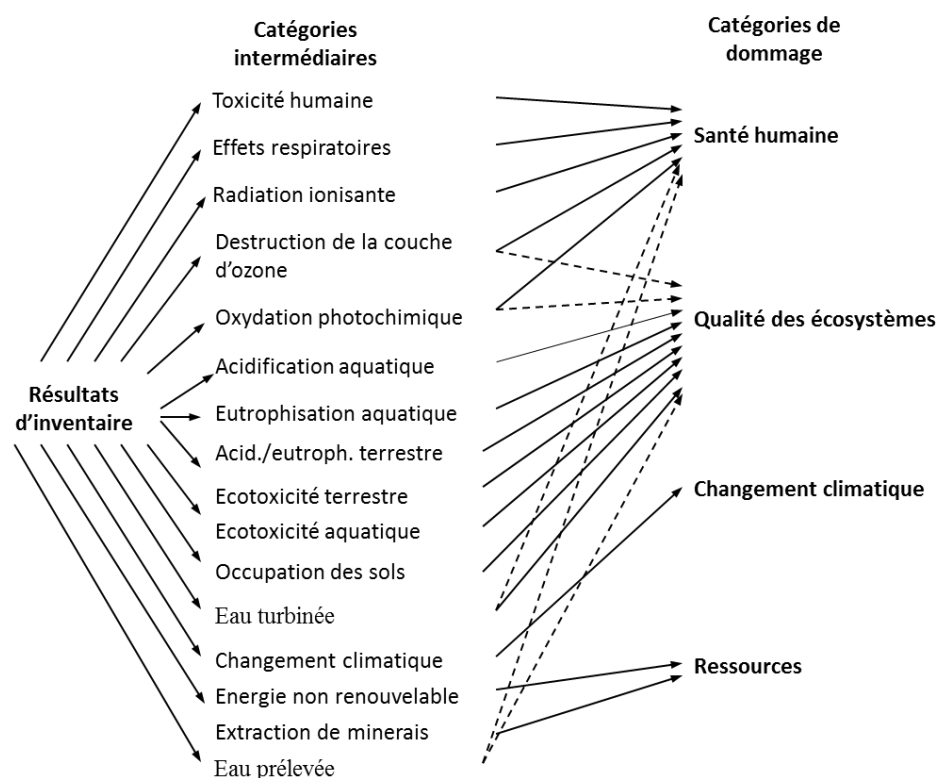 Catégories
intermédiaires
Catégories de
dommage
Toxicité humaine
Effets respiratoires
Radiation ionisante
Destruction de la couche
d'ozone
Oxydation photochimique
Acidification aquatique
Eutrophisation aquatique
Acid./eutroph. terrestre
Ecotoxicité terrestre
Ecotoxicité aquatique
Occupation des sols
Eau turbinée
Changement climatique
Energie non renouvelable
Extraction de minerais
Eau prélevée
Résultats
d'inventaire
Santé humaine
Qualité des écosystèmes
Changement climatique
Ressources